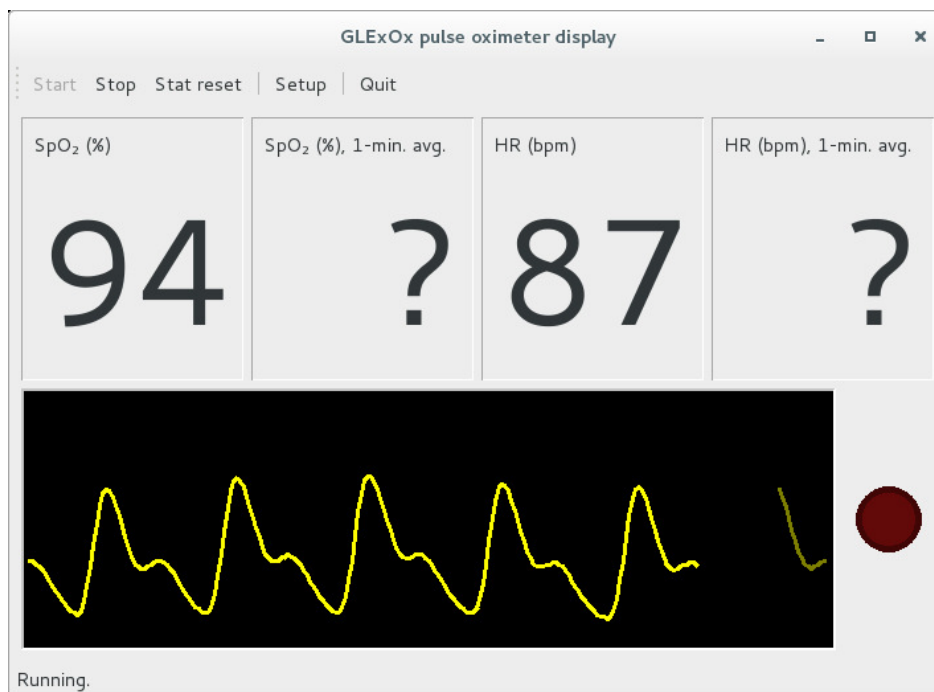 GLExOx pulse oximeter display
Start Stop Stat reset Setup Quit
SpO₂ (%)
94
SpO₂ (%), 1-min. avg.
?
HR (bpm)
87
HR (bpm), 1-min. avg.
?
Running.